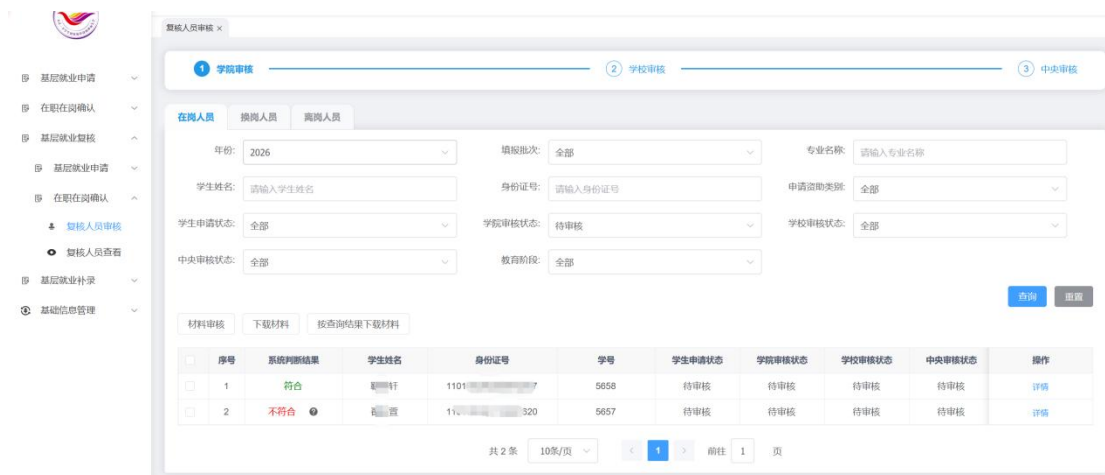 复核人员审核 ×
基层就业申请
在职在岗确认
基层就业复核
基层就业申请
在职在岗确认
复核人员审核
复核人员查看
基层就业补录
基础信息管理
1 学院审核 2 学校审核 3 中央审核
在岗人员 换岗人员 离岗人员
年份: 2026 填报批次: 全部 专业名称: 请输入专业名称
学生姓名: 请输入学生姓名 身份证号: 请输入身份证号 申请资助类别: 全部
学生申请状态: 全部 学院审核状态: 待审核 学校审核状态: 全部
中央审核状态: 全部 教育阶段: 全部
查询 重置
材料审核 下载材料 按查询结果下载材料
序号 系统判断结果 学生姓名 身份证号 学号 学生申请状态 学院审核状态 学校审核状态 中央审核状态 操作
1 符合 轩 1101 7 5658 待审核 待审核 待审核 待审核 详情
2 不符合 ? 晋 11 320 5657 待审核 待审核 待审核 待审核 详情
共 2 条 10条/页 < 1 > 前往 1 页